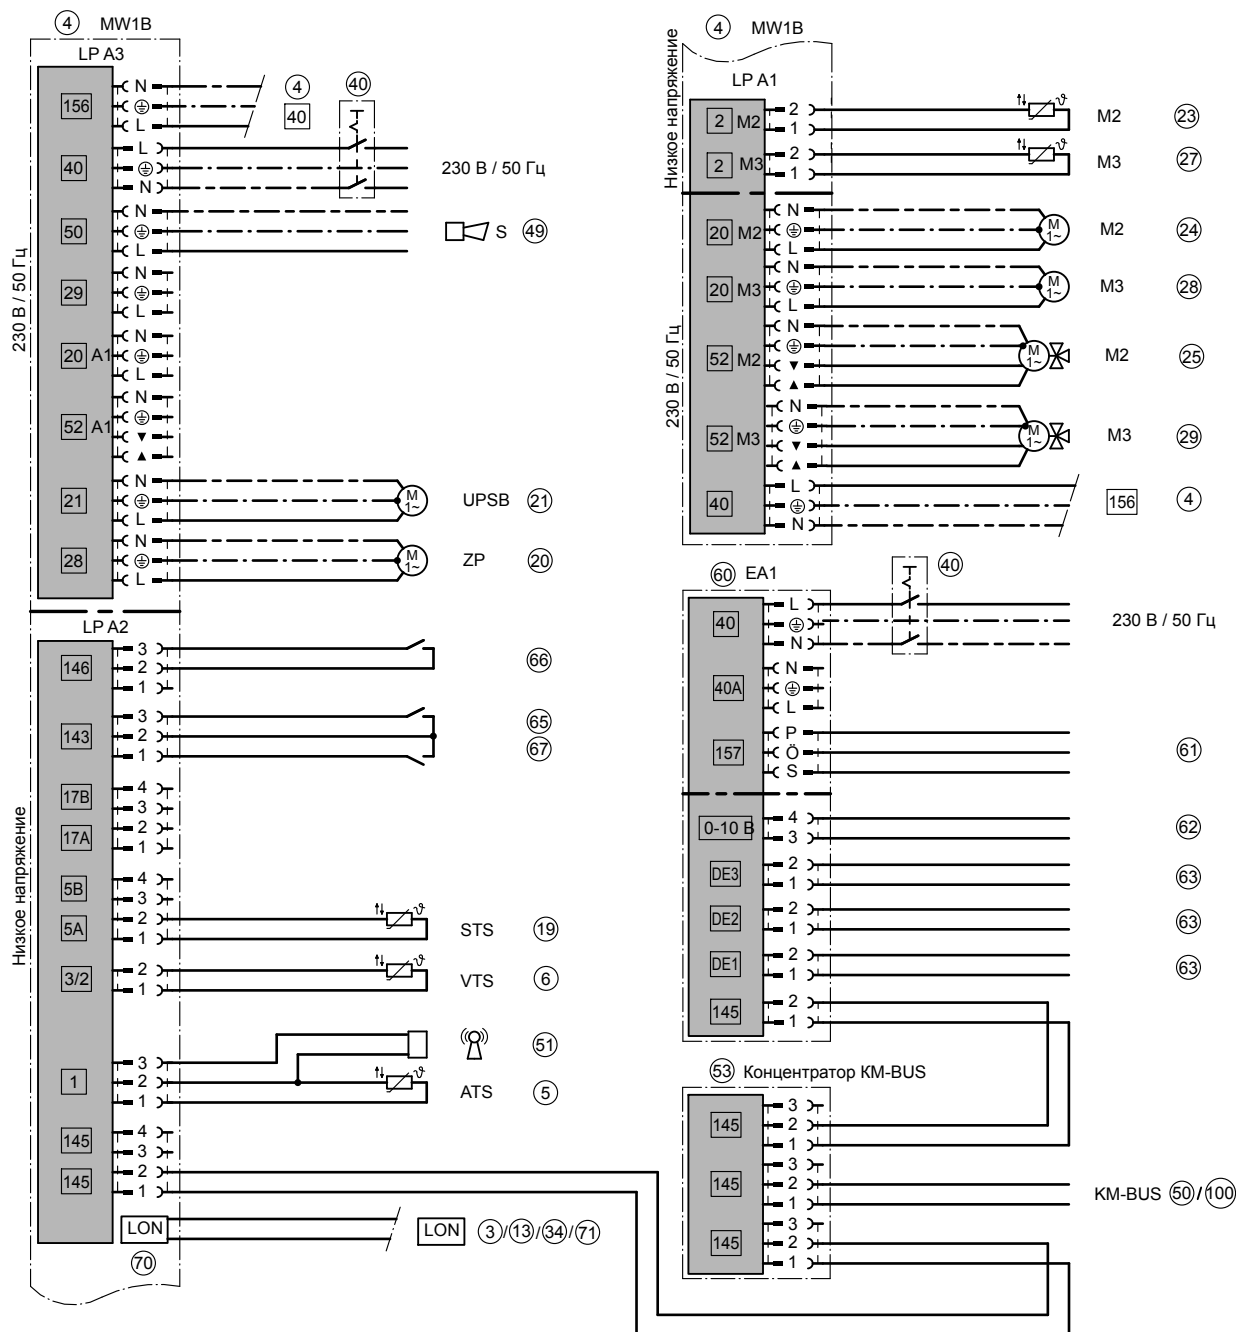 ④ MW1B
LP A3
230 В / 50 Гц
156
N
L
④
40
㊵
40
L
N
230 В / 50 Гц
50
N
L
S ㊾
29
N
L
20 A1
N
L
52 A1
N
▼
▲
21
N
L
M
1~
UPSB ㉑
28
N
L
M
1~
ZP ⑳
LP A2
Низкое напряжение
146
3
2
1
66
143
3
2
1
65
67
17B
4
3
17A
2
1
5B
4
3
5A
2
1
ϑ
STS ⑲
3/2
2
1
ϑ
VTS ⑥
51
1
3
2
1
ϑ
ATS ⑤
145
4
3
145
2
1
LON
LON
③/⑬/㉞/71
70
④ MW1B
Низкое напряжение
LP A1
2 M2
2
1
ϑ
M2 ㉓
2 M3
2
1
ϑ
M3 ㉗
230 В / 50 Гц
20 M2
N
L
M
1~
M2 ㉔
20 M3
N
L
M
1~
M3 ㉘
52 M2
N
▼
▲
M
1~
M2 ㉕
52 M3
N
▼
▲
M
1~
M3 ㉙
40
L
N
156 ④
60 EA1
㊵
40
L
N
230 В / 50 Гц
40A
N
L
157
P
Ö
S
61
0-10 В
4
3
62
DE3
2
1
63
DE2
2
1
63
DE1
2
1
63
145
2
1
53 Концентратор KM-BUS
145
3
2
1
145
3
2
1
KM-BUS ㊿/100
145
3
2
1